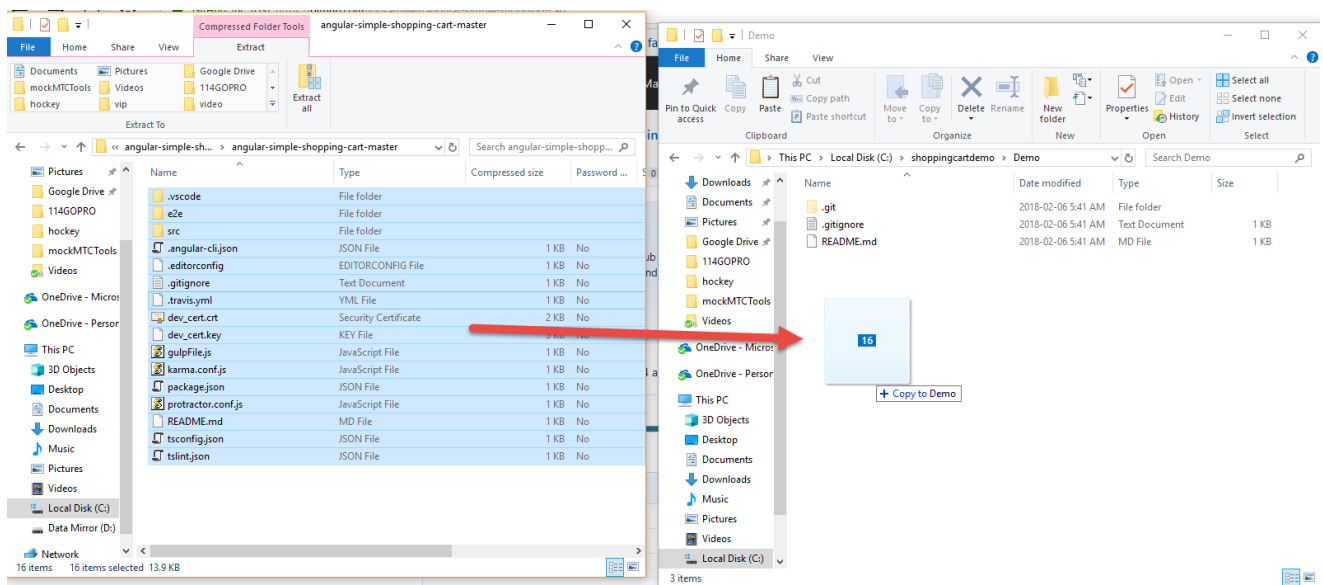 Compressed Folder Tools angular-simple-shopping-cart-master
File Home Share View Extract
Documents Pictures Google Drive
mockMTCTools Videos 114GOPRO
hockey vip video
Extract all
Extract To
« angular-simple-sh... › angular-simple-shopping-cart-master Search angular-simple-shopp...
Name Type Compressed size Password ...
Pictures
Google Drive
114GOPRO
hockey
mockMTCTools
Videos
OneDrive - Micros
OneDrive - Person
This PC
3D Objects
Desktop
Documents
Downloads
Music
Pictures
Videos
Local Disk (C:)
Data Mirror (D:)
Network
.vscode File folder
e2e File folder
src File folder
.angular-cli.json JSON File 1 KB No
.editorconfig EDITORCONFIG File 1 KB No
.gitignore Text Document 1 KB No
.travis.yml YML File 1 KB No
dev_cert.crt Security Certificate 2 KB No
dev_cert.key KEY File 3 KB No
gulpFile.js JavaScript File 1 KB No
karma.conf.js JavaScript File 1 KB No
package.json JSON File 1 KB No
protractor.conf.js JavaScript File 1 KB No
README.md MD File 1 KB No
tsconfig.json JSON File 1 KB No
tslint.json JSON File 1 KB No
16 items 16 items selected 13.9 KB
Demo
File Home Share View
Pin to Quick access
Copy
Paste
Cut
Copy path
Paste shortcut
Clipboard
Move to
Copy to
Delete
Rename
Organize
New folder
New
Properties
Open
Edit
History
Open
Select all
Select none
Invert selection
Select
› This PC › Local Disk (C:) › shoppingcartdemo › Demo Search Demo
Name Date modified Type Size
Downloads
Documents
Pictures
Google Drive
114GOPRO
hockey
mockMTCTools
Videos
OneDrive - Micros
OneDrive - Person
This PC
3D Objects
Desktop
Documents
Downloads
Music
Pictures
Videos
Local Disk (C:)
.git 2018-02-06 5:41 AM File folder
.gitignore 2018-02-06 5:41 AM Text Document 1 KB
README.md 2018-02-06 5:41 AM MD File 1 KB
16
+ Copy to Demo
3 items